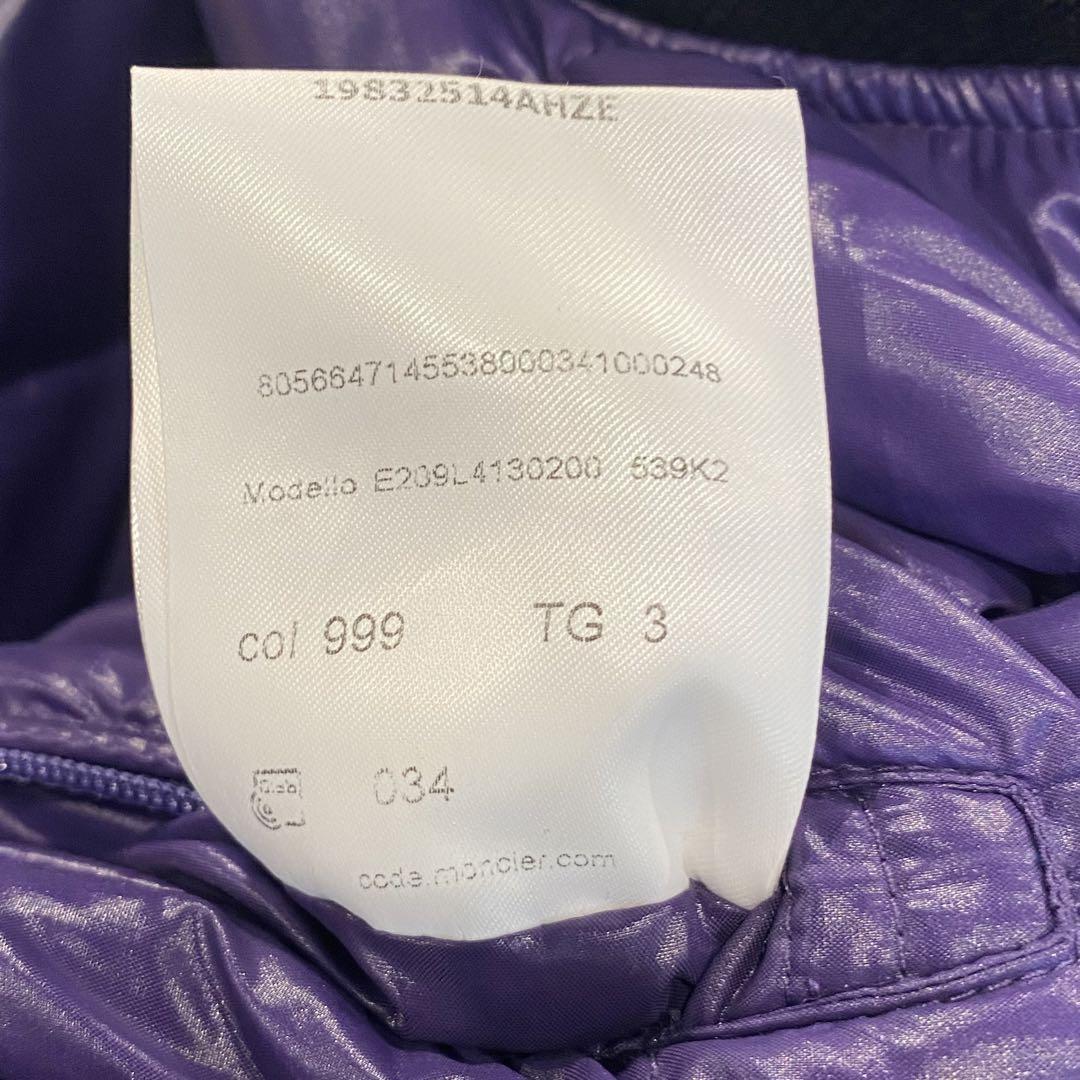 19832514AHZE
8056647145538000341000248
Modello E209L4130200 539K2
col 999 TG 3
034
code.moncler.com